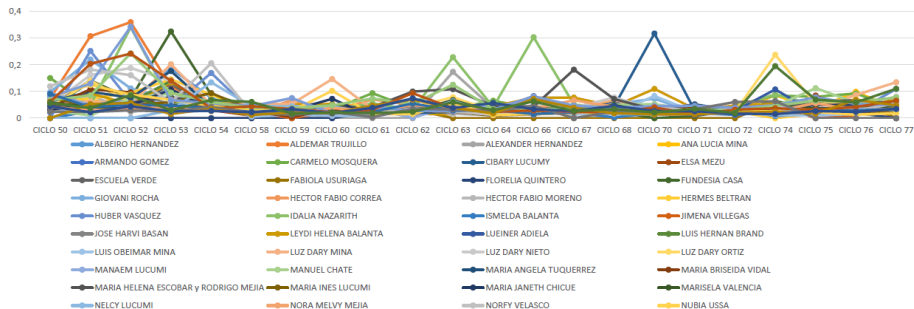 0,4
0,3
0,2
0,1
0
CICLO 50 CICLO 51 CICLO 52 CICLO 53 CICLO 54 CICLO 58 CICLO 59 CICLO 60 CICLO 61 CICLO 62 CICLO 63 CICLO 64 CICLO 66 CICLO 67 CICLO 68 CICLO 70 CICLO 71 CICLO 72 CICLO 74 CICLO 75 CICLO 76 CICLO 77
ALBEIRO HERNANDEZ ALDEMAR TRUJILLO ALEXANDER HERNANDEZ ANA LUCIA MINA
ARMANDO GOMEZ CARMELO MOSQUERA CIBARY LUCUMY ELSA MEZU
ESCUELA VERDE FABIOLA USURIAGA FLORELIA QUINTERO FUNDESIA CASA
GIOVANI ROCHA HECTOR FABIO CORREA HECTOR FABIO MORENO HERMES BELTRAN
HUBER VASQUEZ IDALIA NAZARITH ISMELDA BALANTA JIMENA VILLEGAS
JOSE HARVI BASAN LEYDI HELENA BALANTA LUEINER ADIELA LUIS HERNAN BRAND
LUIS OBEIMAR MINA LUZ DARY MINA LUZ DARY NIETO LUZ DARY ORTIZ
MANAEM LUCUMI MANUEL CHATE MARIA ANGELA TUQUERREZ MARIA BRISEIDA VIDAL
MARIA HELENA ESCOBAR y RODRIGO MEJIA MARIA INES LUCUMI MARIA JANETH CHICUE MARISELA VALENCIA
NELCY LUCUMI NORA MELVY MEJIA NORFY VELASCO NUBIA USSA